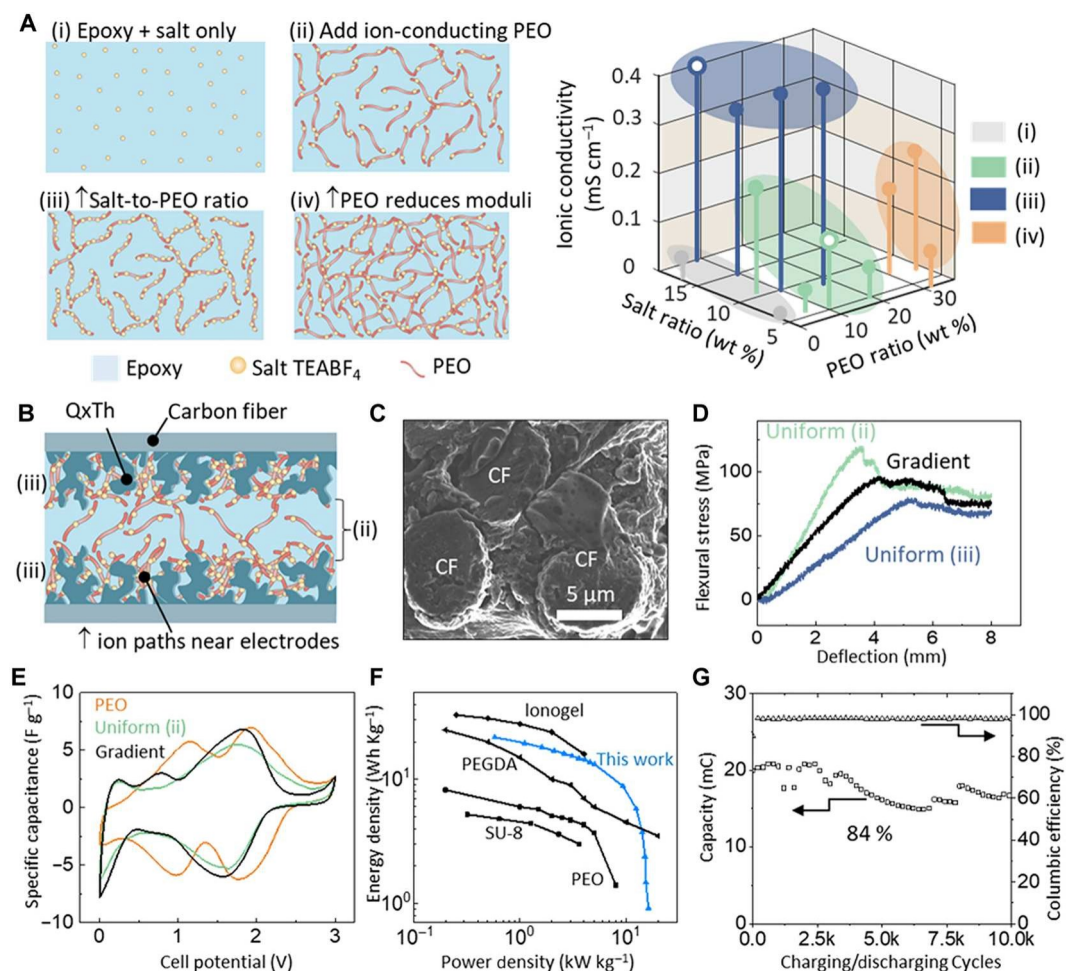 A
(i) Epoxy + salt only
(ii) Add ion-conducting PEO
(iii) ↑Salt-to-PEO ratio
(iv) ↑PEO reduces moduli
Epoxy
Salt TEABF₄
PEO
Ionic conductivity
(mS cm⁻¹)
0.4
0.3
0.2
0.1
0
15
10
5
Salt ratio (wt %)
0
10
20
30
PEO ratio (wt %)
(i)
(ii)
(iii)
(iv)
B
QxTh
Carbon fiber
(iii)
(ii)
(iii)
↑ ion paths near electrodes
C
CF
CF
CF
5 μm
D
Uniform (ii)
Gradient
Uniform (iii)
Flexural stress (MPa)
100
50
0
0 2 4 6 8
Deflection (mm)
E
PEO
Uniform (ii)
Gradient
Specific capacitance (F g⁻¹)
10
5
0
−5
−10
0 1 2 3
Cell potential (V)
F
Ionogel
This work
PEGDA
SU-8
PEO
Energy density (Wh Kg⁻¹)
10¹
10⁰
10⁻¹ 10⁰ 10¹
Power density (kW kg⁻¹)
G
Capacity (mC)
30
20
10
0
84 %
100
80
60
40
20
0
Columbic efficiency (%)
0.0 2.5k 5.0k 7.5k 10.0k
Charging/discharging Cycles